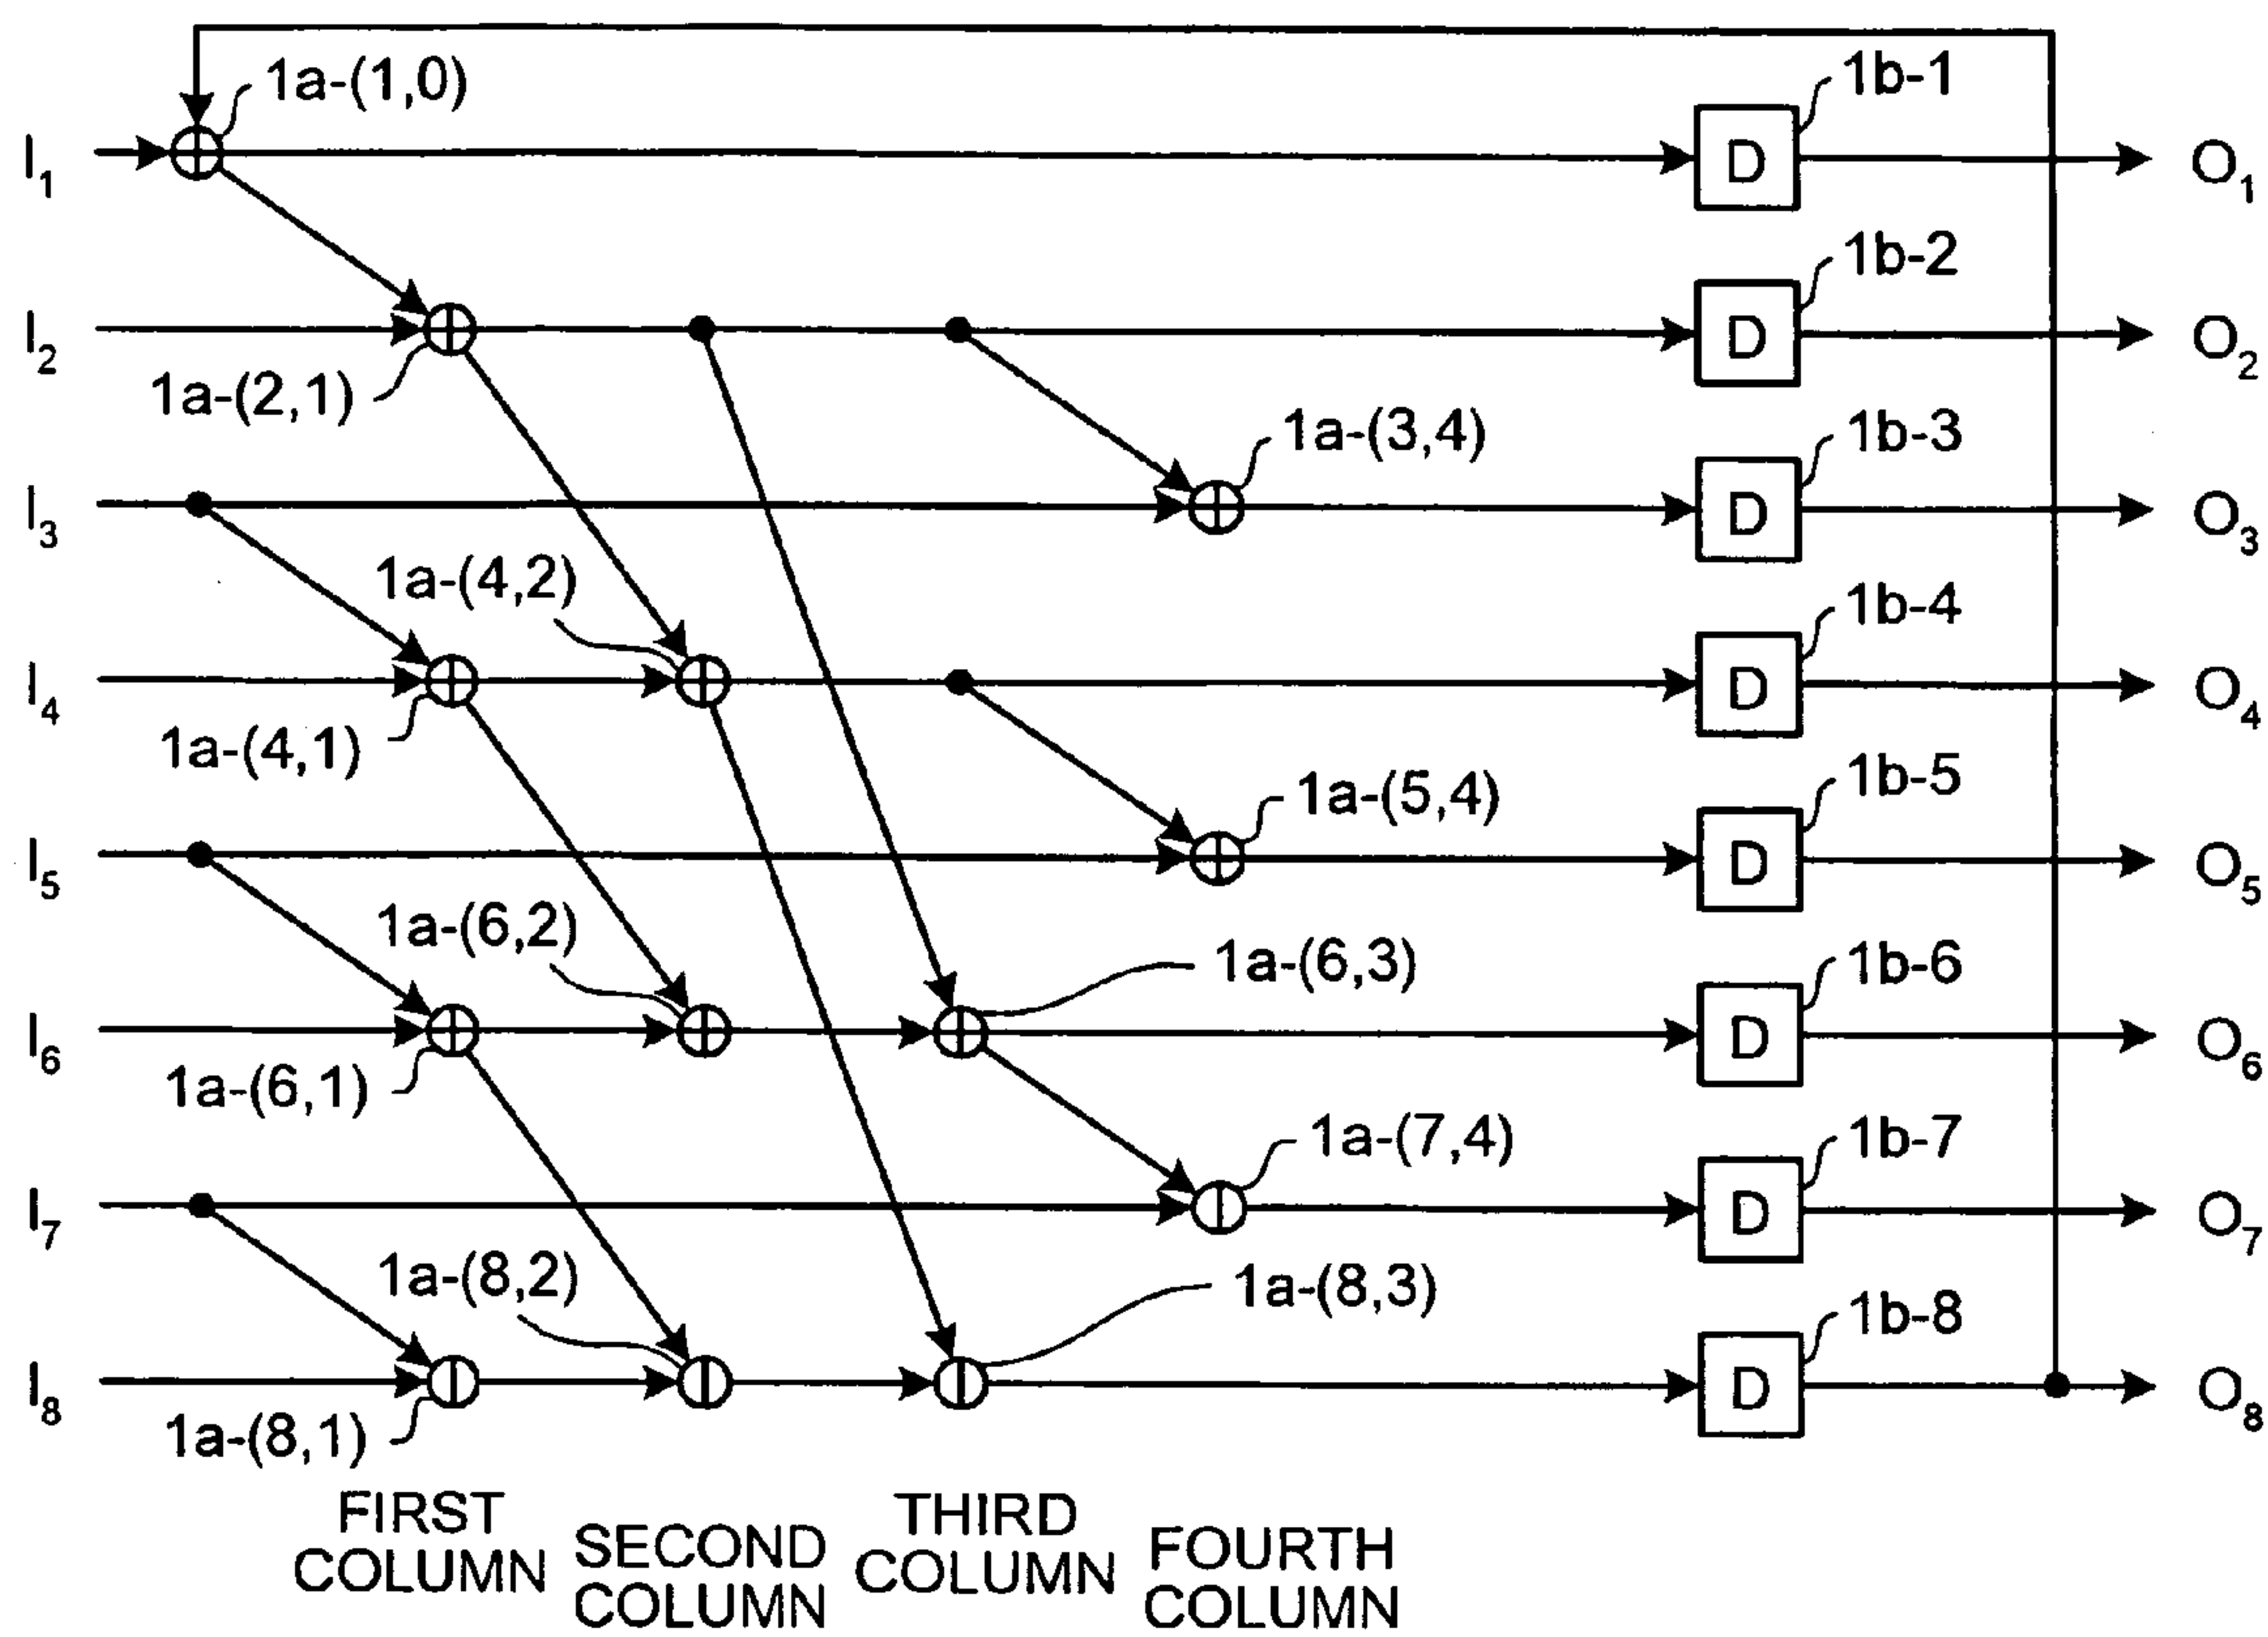 1a-(1,0)
1b-1
I1
D
O1
1b-2
I2
D
O2
1a-(2,1)
1a-(3,4)
1b-3
I3
D
O3
1a-(4,2)
1b-4
I4
D
O4
1a-(4,1)
1a-(5,4)
1b-5
I5
D
O5
1a-(6,2)
1a-(6,3)
1b-6
I6
D
O6
1a-(6,1)
1a-(7,4)
1b-7
I7
D
O7
1a-(8,2)
1a-(8,3)
1b-8
I8
D
O8
1a-(8,1)
FIRST
COLUMN
SECOND
COLUMN
THIRD
COLUMN
FOURTH
COLUMN